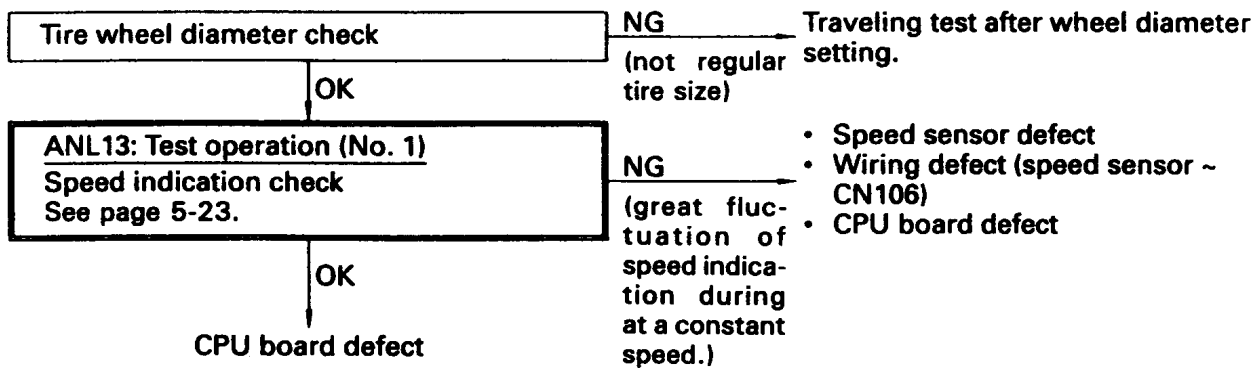 Tire wheel diameter check
NG
(not regular
tire size)
Traveling test after wheel diameter
setting.
OK
ANL13: Test operation (No. 1)
Speed indication check
See page 5-23.
NG
(great fluc-
tuation of
speed indica-
tion during
at a constant
speed.)
• Speed sensor defect
• Wiring defect (speed sensor ~
CN106)
• CPU board defect
OK
CPU board defect